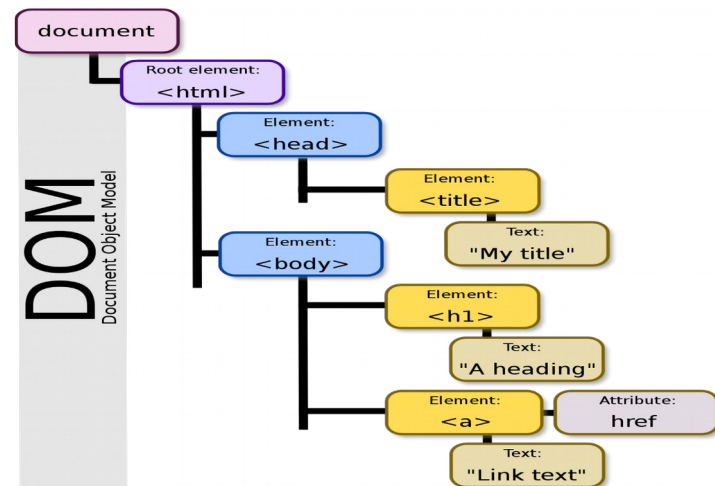 document
Root element:
<html>
Element:
<head>
Element:
<title>
Text:
"My title"
Element:
<body>
Element:
<h1>
Text:
"A heading"
Element:
<a>
Attribute:
href
Text:
"Link text"
DOM
Document Object Model